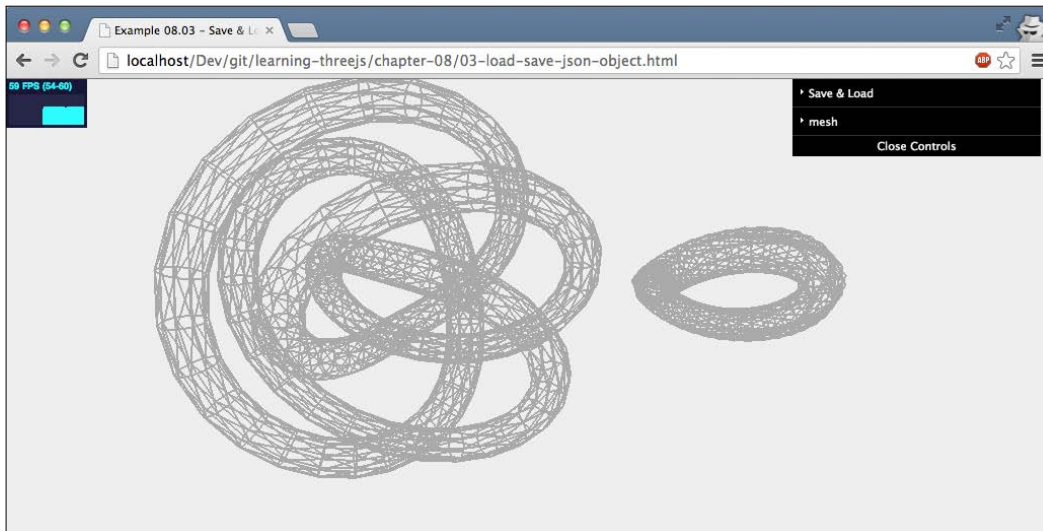 Example 08.03 – Save & Lo
localhost/Dev/git/learning-threejs/chapter-08/03-load-save-json-object.html
ABP
59 FPS (54-60)
Save & Load
mesh
Close Controls